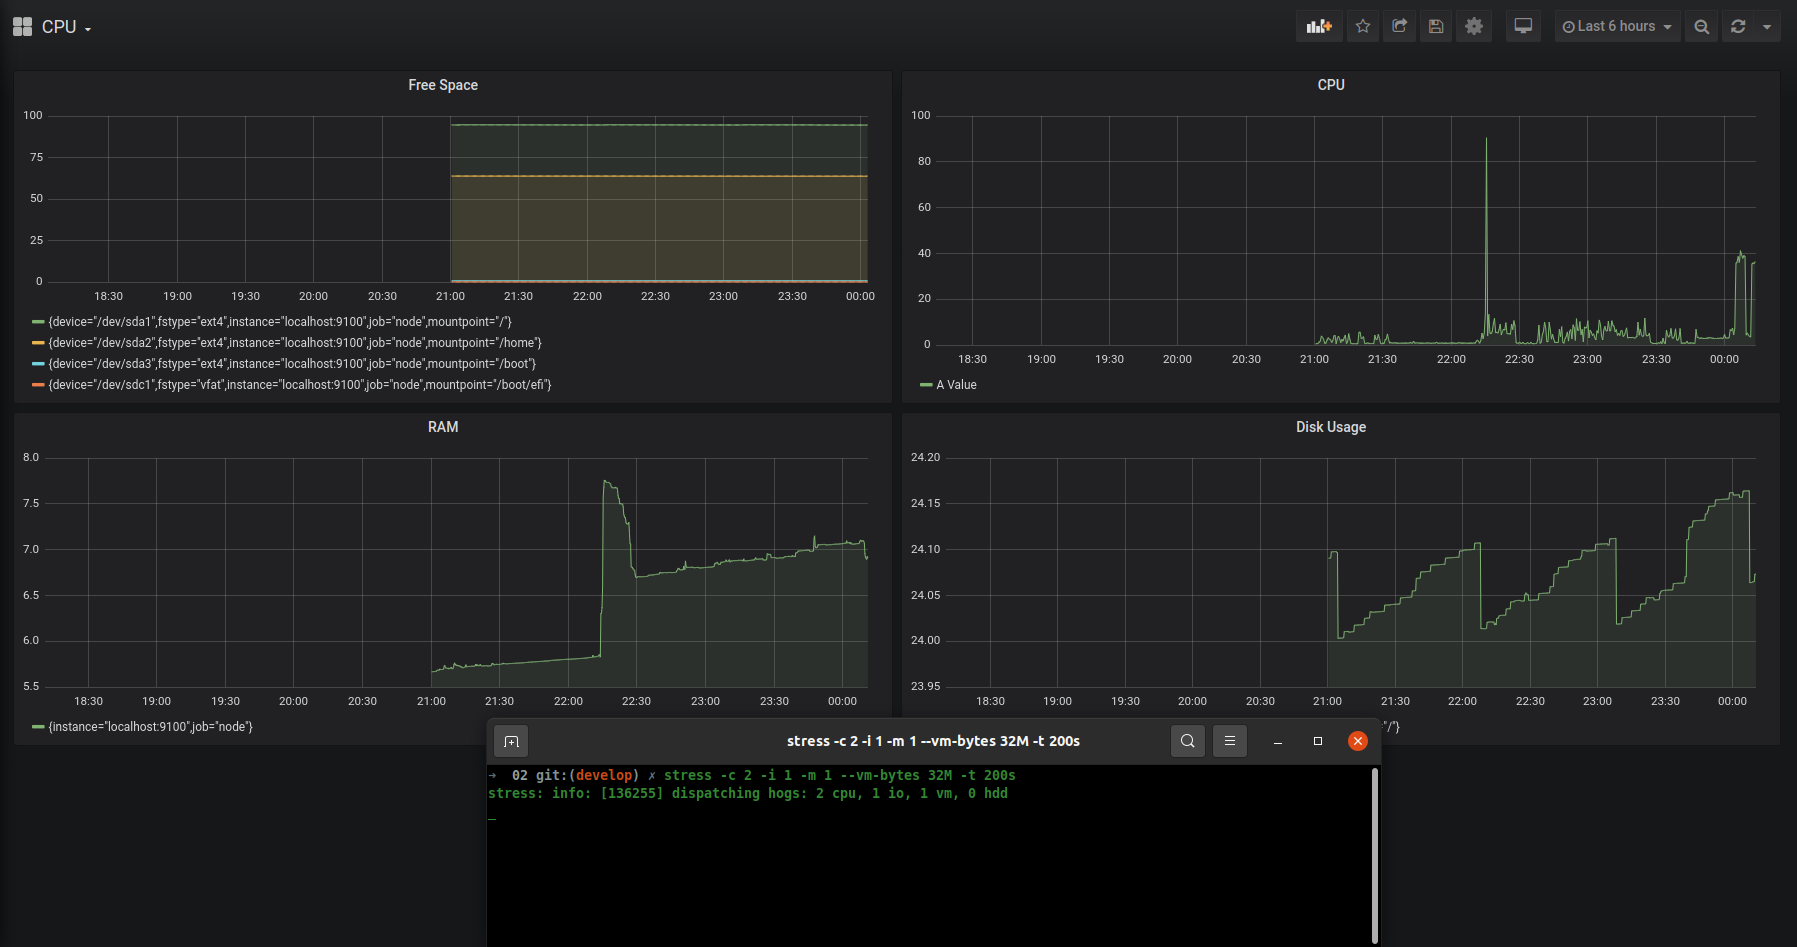 CPU
Last 6 hours
Free Space
100
75
50
25
0
18:30 19:00 19:30 20:00 20:30 21:00 21:30 22:00 22:30 23:00 23:30 00:00
{device="/dev/sda1",fstype="ext4",instance="localhost:9100",job="node",mountpoint="/"}
{device="/dev/sda2",fstype="ext4",instance="localhost:9100",job="node",mountpoint="/home"}
{device="/dev/sda3",fstype="ext4",instance="localhost:9100",job="node",mountpoint="/boot"}
{device="/dev/sdc1",fstype="vfat",instance="localhost:9100",job="node",mountpoint="/boot/efi"}
CPU
100
80
60
40
20
0
18:30 19:00 19:30 20:00 20:30 21:00 21:30 22:00 22:30 23:00 23:30 00:00
A Value
RAM
8.0
7.5
7.0
6.5
6.0
5.5
18:30 19:00 19:30 20:00 20:30 21:00 21:30 22:00 22:30 23:00 23:30 00:00
{instance="localhost:9100",job="node"}
Disk Usage
24.20
24.15
24.10
24.05
24.00
23.95
18:30 19:00 19:30 20:00 20:30 21:00 21:30 22:00 22:30 23:00 23:30 00:00
"/"}
stress -c 2 -i 1 -m 1 --vm-bytes 32M -t 200s
➜ 02 git:(develop) ✗ stress -c 2 -i 1 -m 1 --vm-bytes 32M -t 200s
stress: info: [136255] dispatching hogs: 2 cpu, 1 io, 1 vm, 0 hdd